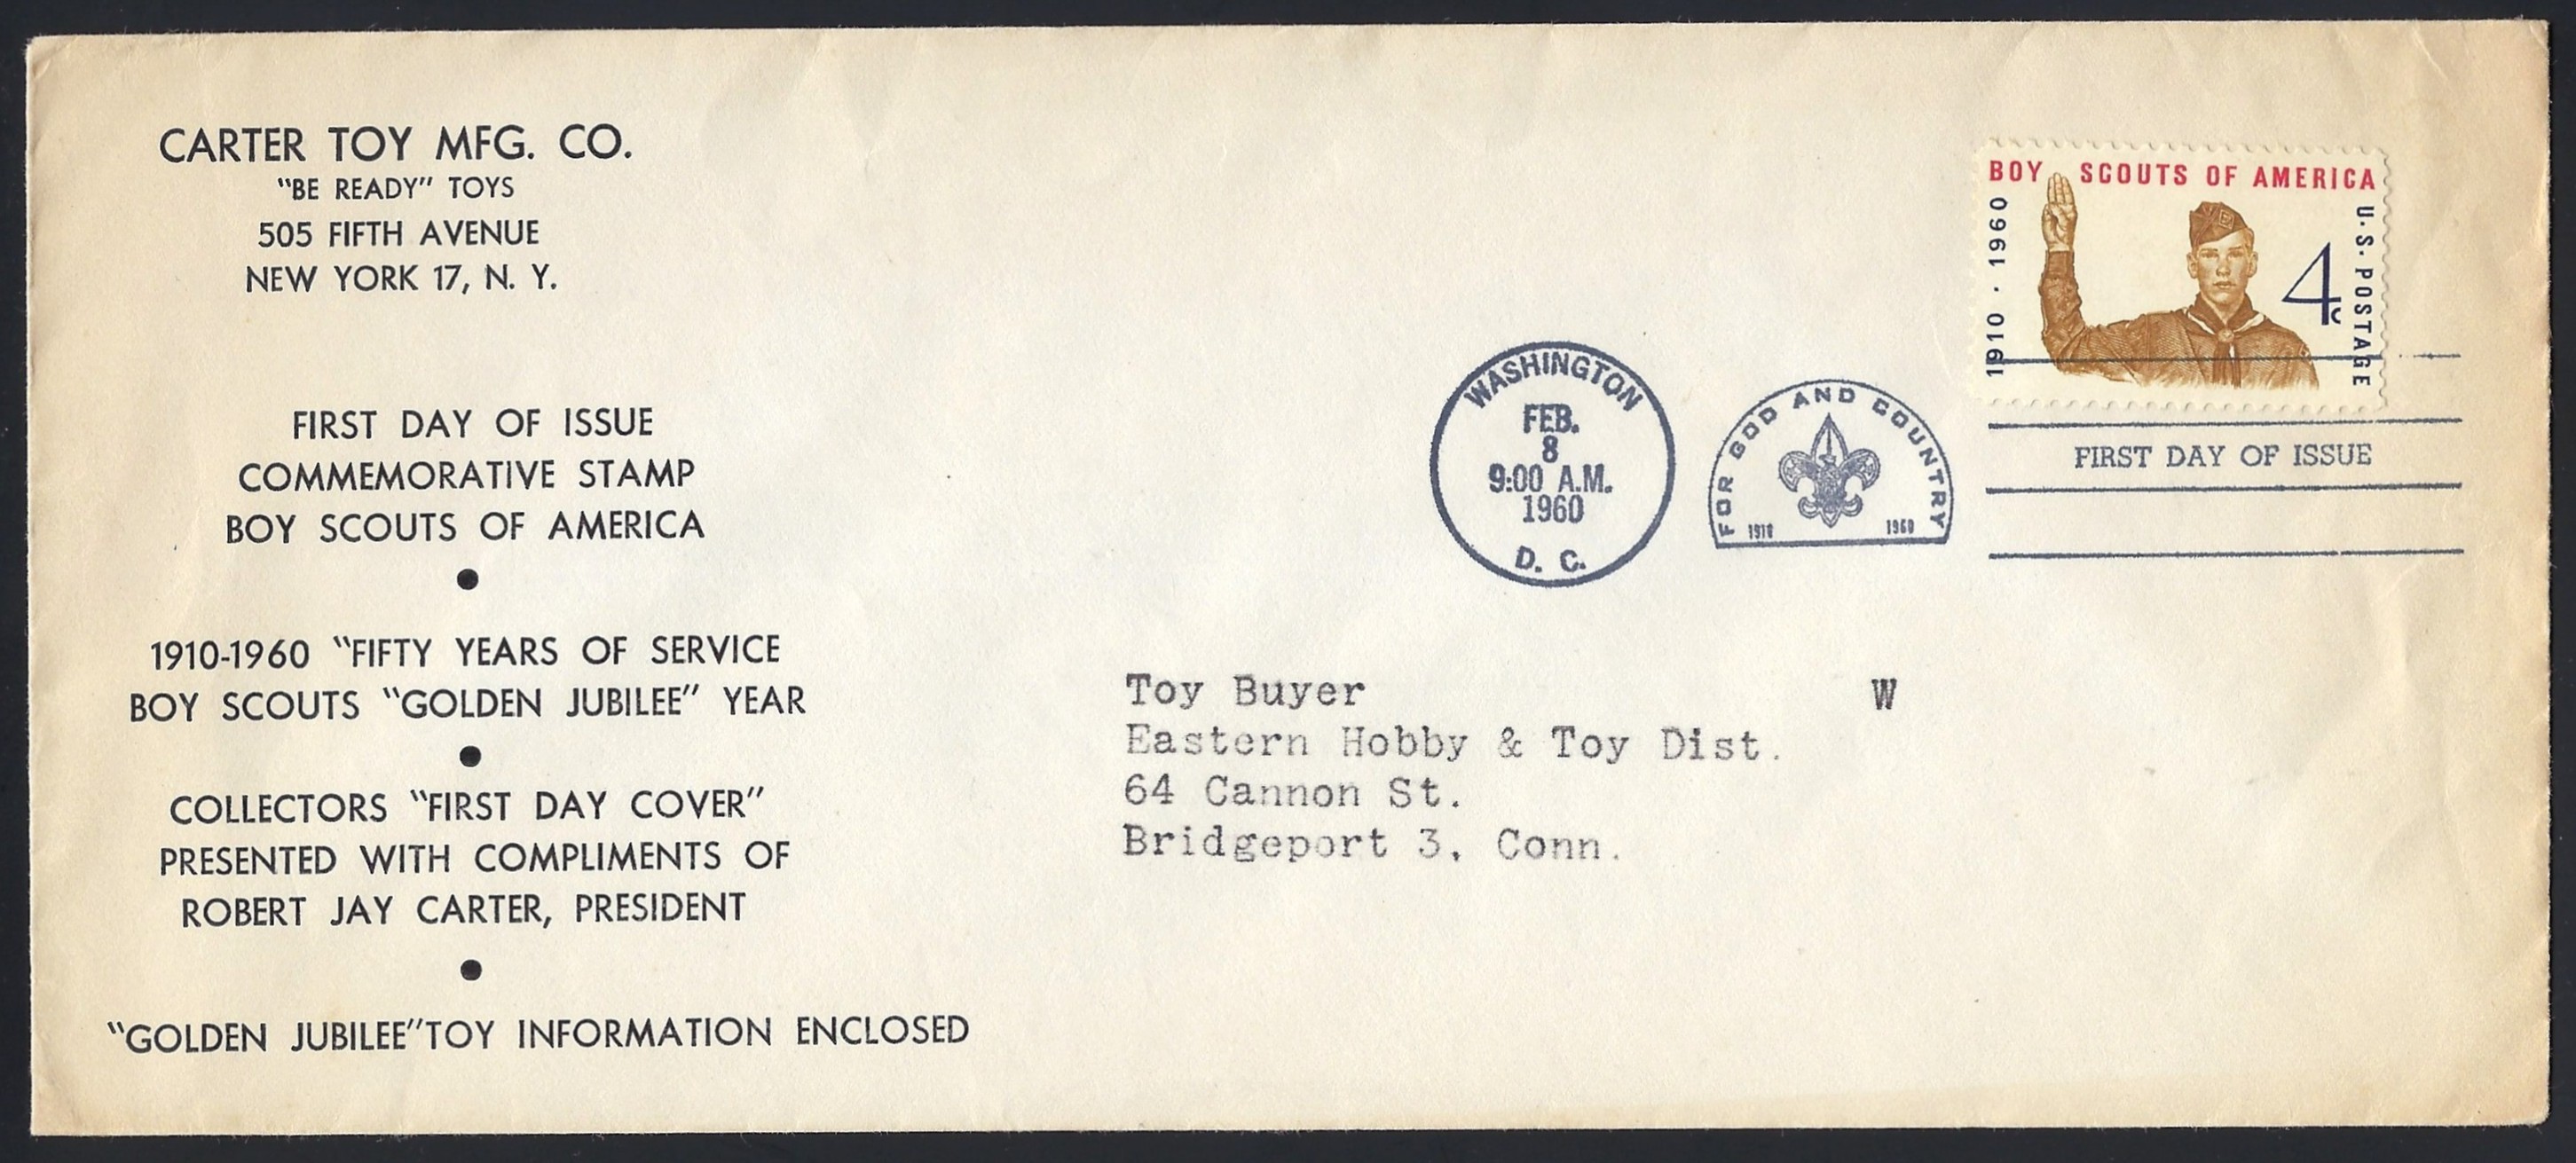 CARTER TOY MFG. CO.
"BE READY" TOYS
505 FIFTH AVENUE
NEW YORK 17, N. Y.
FIRST DAY OF ISSUE
COMMEMORATIVE STAMP
BOY SCOUTS OF AMERICA
1910-1960 "FIFTY YEARS OF SERVICE
BOY SCOUTS "GOLDEN JUBILEE" YEAR
COLLECTORS "FIRST DAY COVER"
PRESENTED WITH COMPLIMENTS OF
ROBERT JAY CARTER, PRESIDENT
"GOLDEN JUBILEE"TOY INFORMATION ENCLOSED
WASHINGTON
FEB.
8
9:00 A.M.
1960
D. C.
FOR GOD AND COUNTRY
1910 1960
BOY SCOUTS OF AMERICA
1910 · 1960
4c
U.S. POSTAGE
FIRST DAY OF ISSUE
Toy Buyer W
Eastern Hobby & Toy Dist.
64 Cannon St.
Bridgeport 3, Conn.